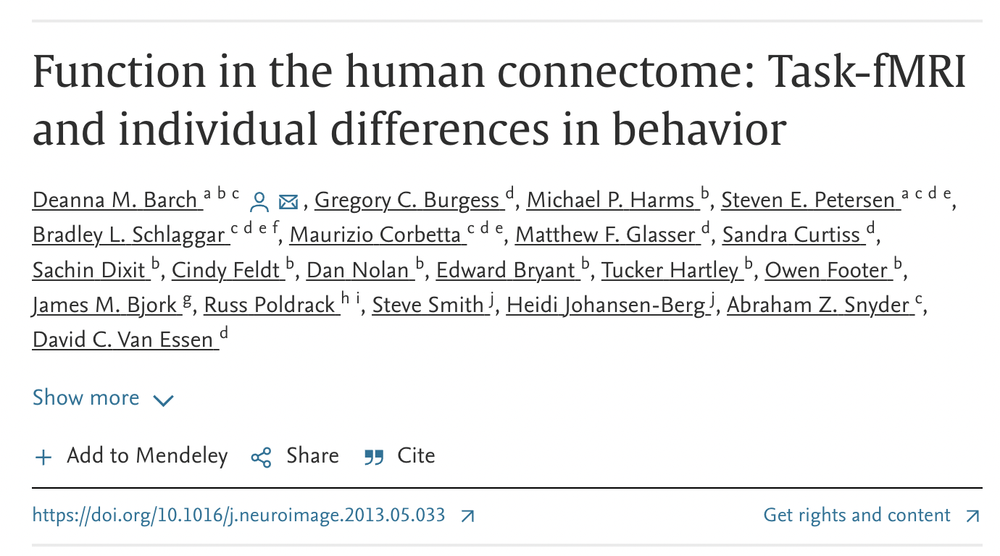 Function in the human connectome: Task-fMRI
and individual differences in behavior
Deanna M. Barch a b c, Gregory C. Burgess d, Michael P. Harms b, Steven E. Petersen a c d e,
Bradley L. Schlaggar c d e f, Maurizio Corbetta c d e, Matthew F. Glasser d, Sandra Curtiss d,
Sachin Dixit b, Cindy Feldt b, Dan Nolan b, Edward Bryant b, Tucker Hartley b, Owen Footer b,
James M. Bjork g, Russ Poldrack h i, Steve Smith j, Heidi Johansen-Berg j, Abraham Z. Snyder c,
David C. Van Essen d
Show more
Add to Mendeley Share Cite
https://doi.org/10.1016/j.neuroimage.2013.05.033 Get rights and content